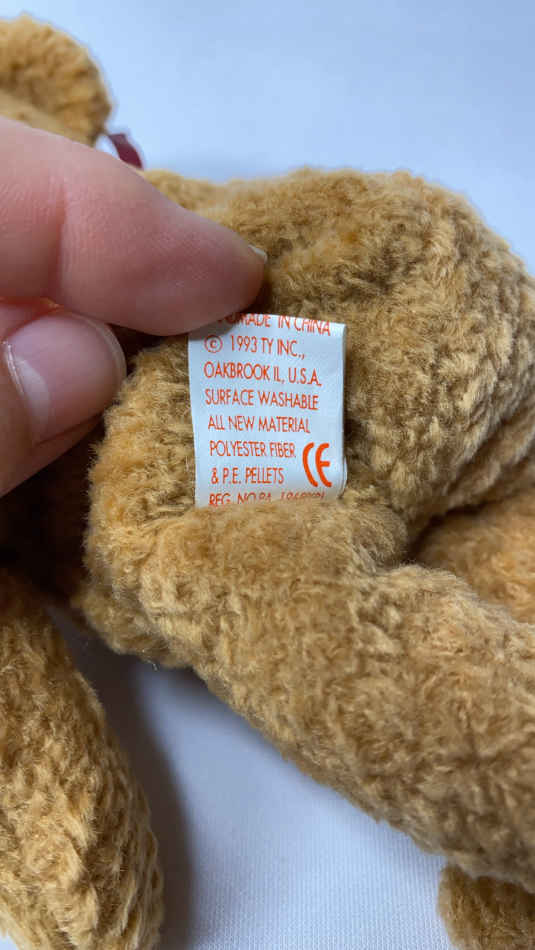 MADE IN CHINA
© 1993 TY INC.,
OAKBROOK IL, U.S.A.
SURFACE WASHABLE
ALL NEW MATERIAL
POLYESTER FIBER
& P.E. PELLETS
CE
REG. NO PA.